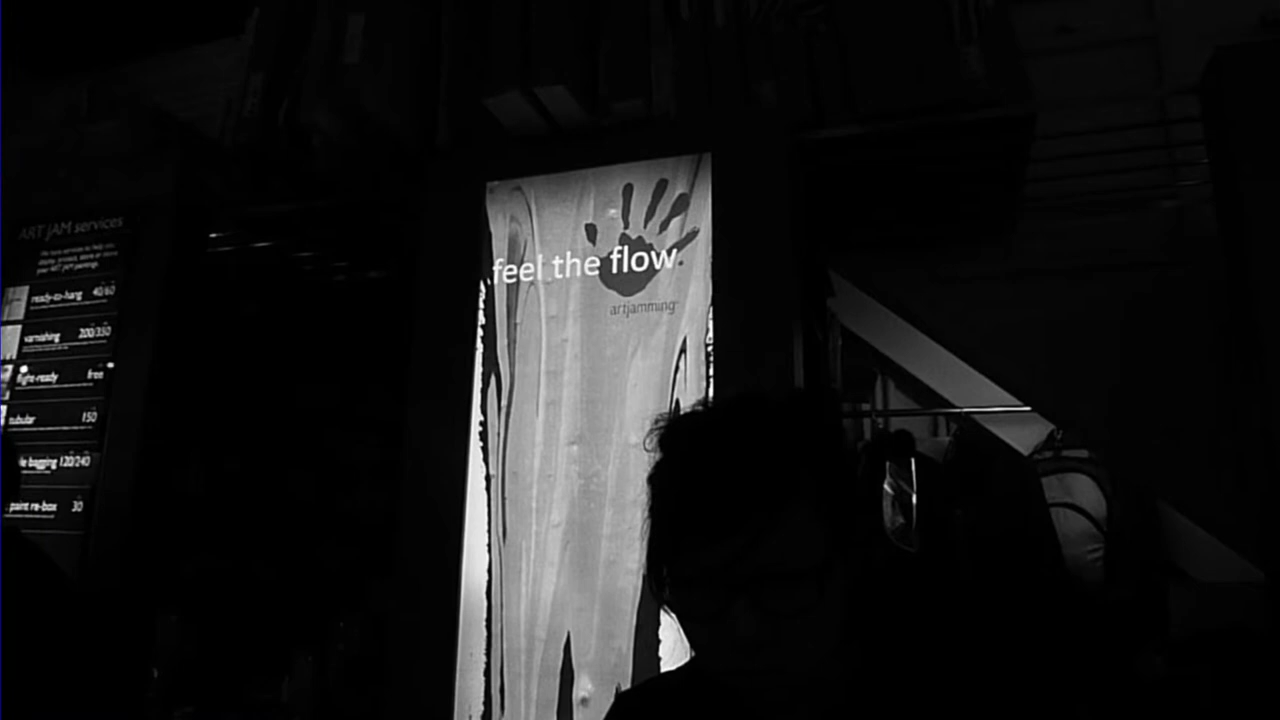 ART JAM services
ready-to-hang 40/60
varnishing 200/350
flight-ready free
tubular 150
bagging 120/240
paint re-box 30
feel the flow
artjamming